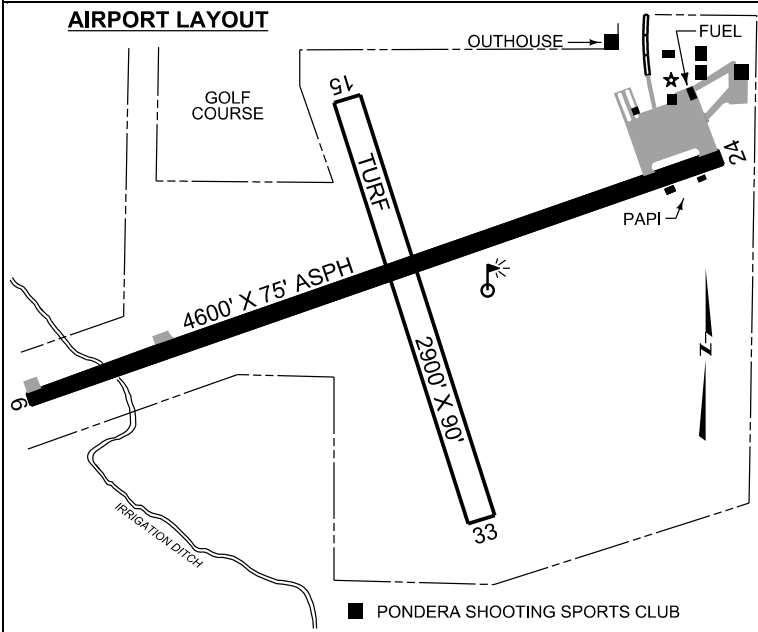 AIRPORT LAYOUT
OUTHOUSE
FUEL
GOLF
COURSE
15
TURF
24
PAPI
4600' X 75' ASPH
N
2900' X 90'
6
33
IRRIGATION DITCH
PONDERA SHOOTING SPORTS CLUB